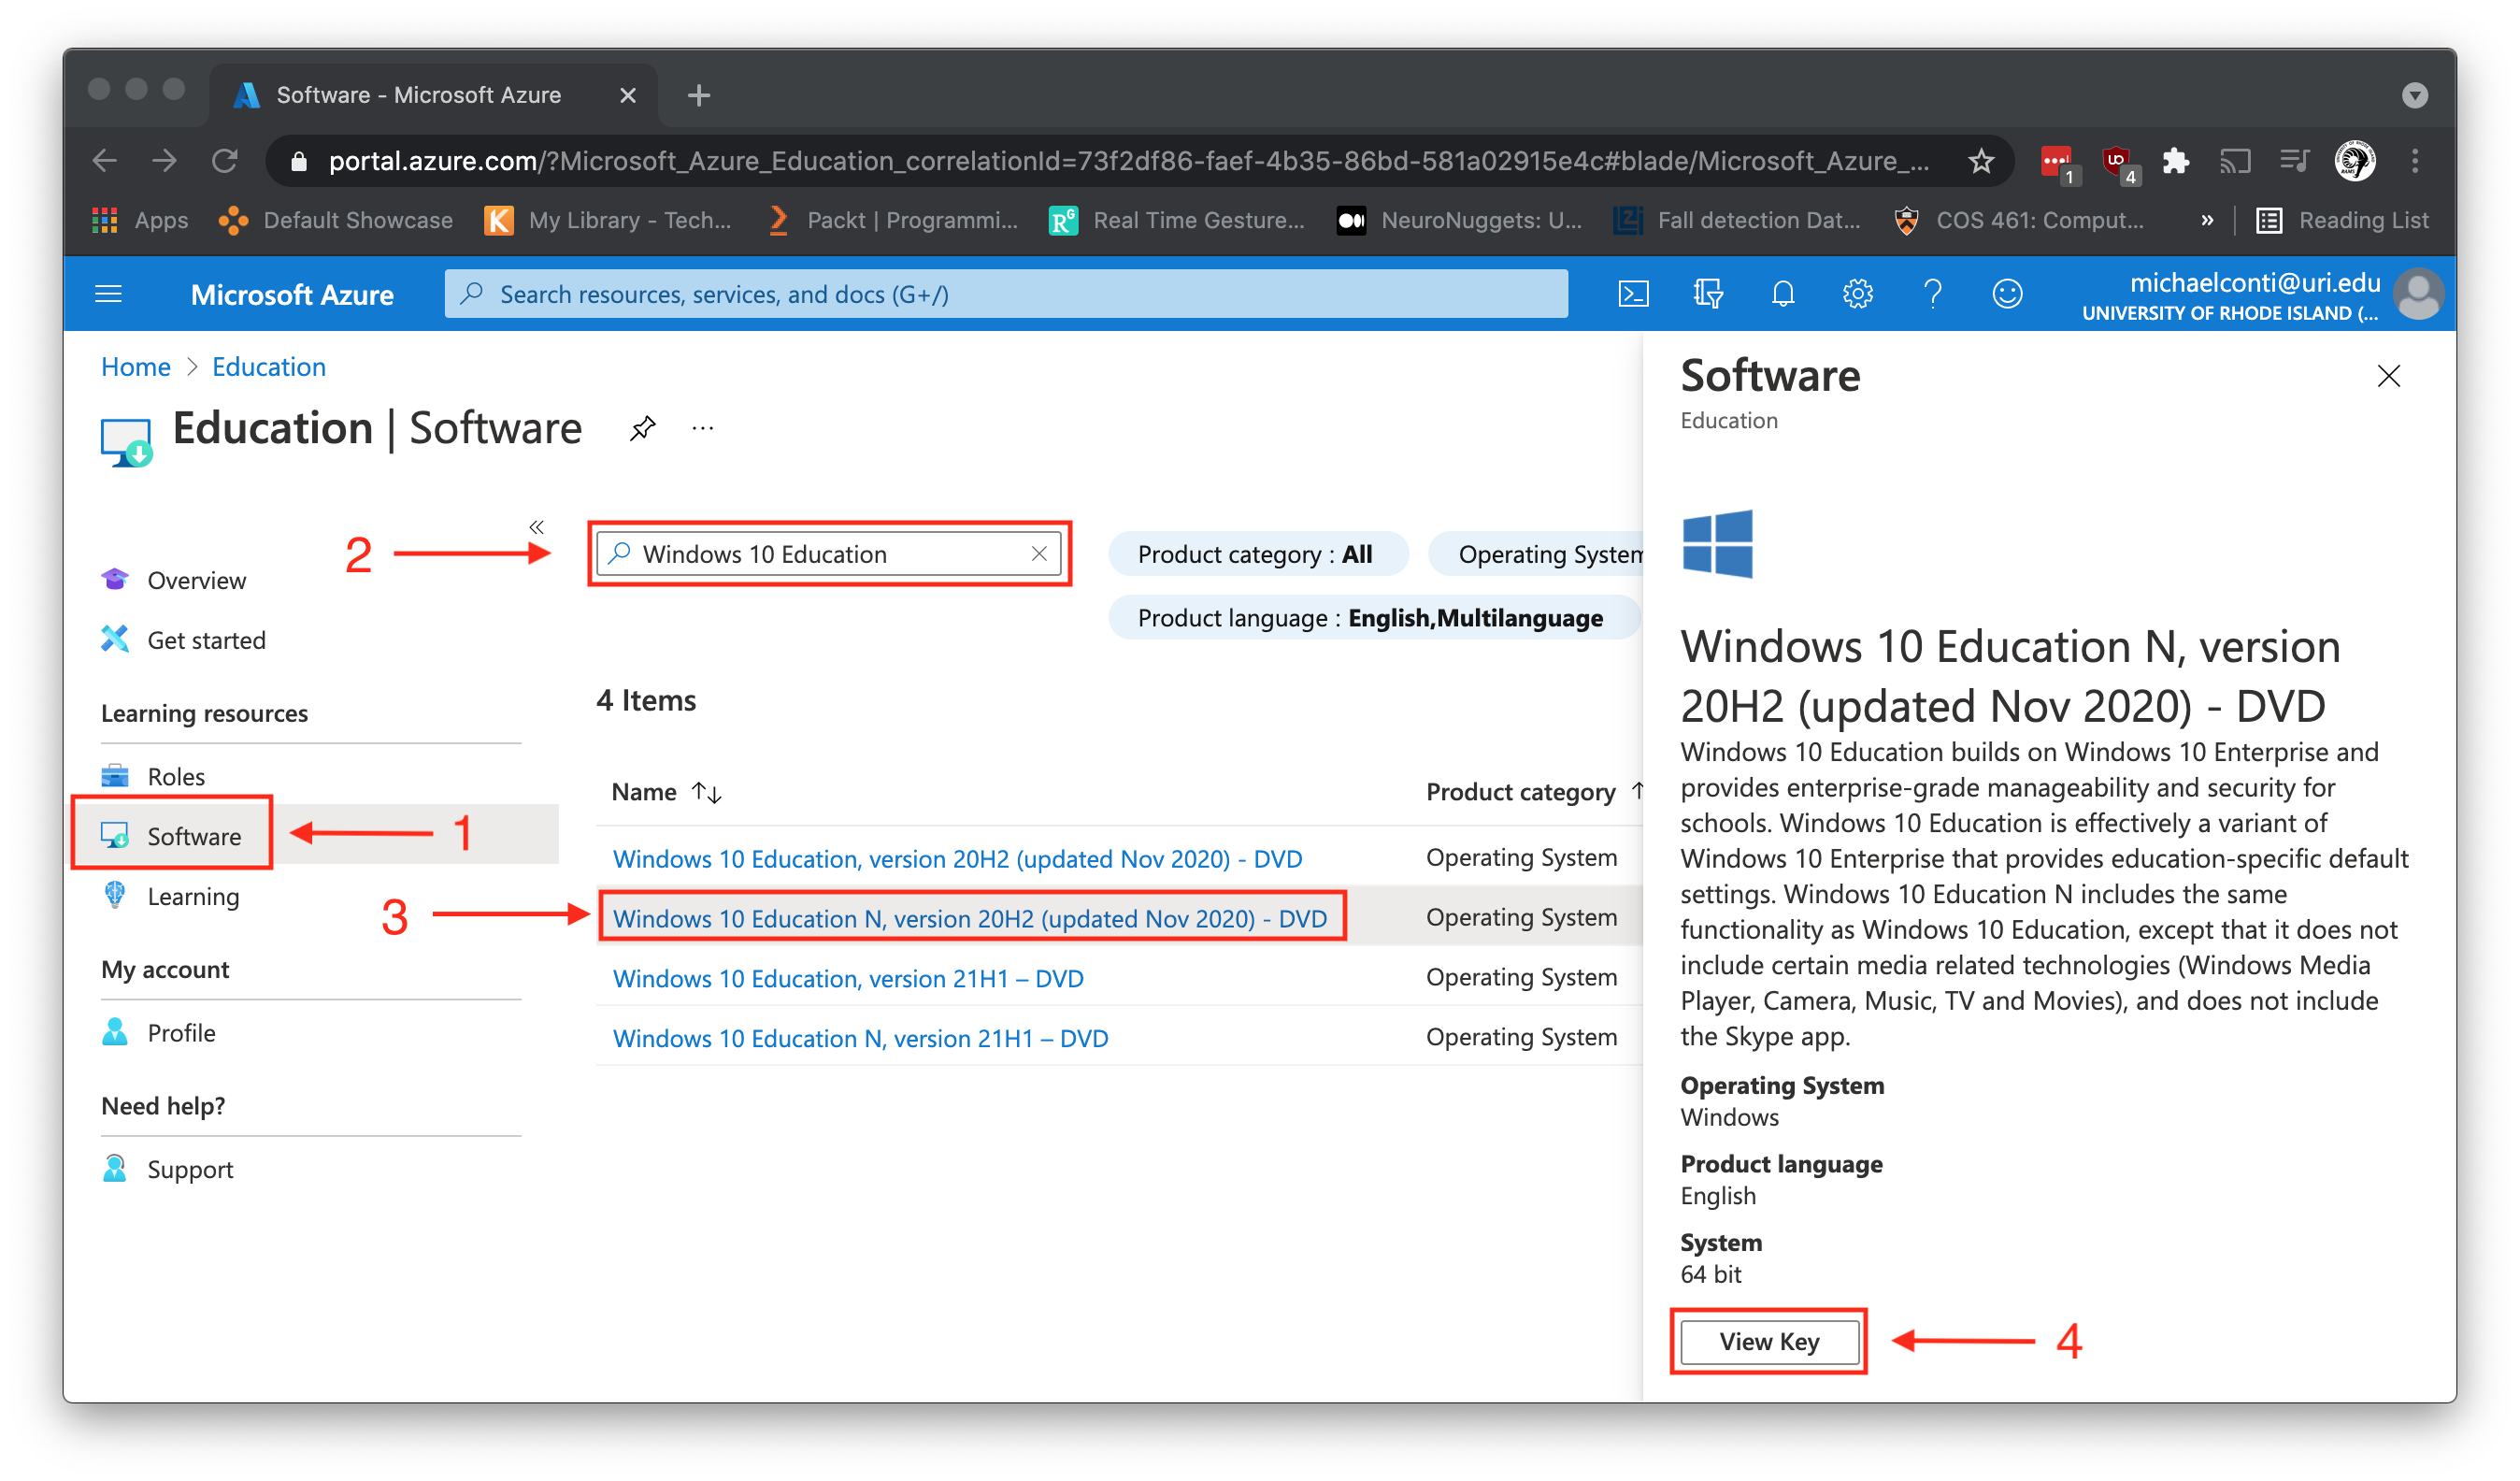 Software - Microsoft Azure
portal.azure.com/?Microsoft_Azure_Education_correlationId=73f2df86-faef-4b35-86bd-581a02915e4c#blade/Microsoft_Azure_...
1
4
Apps
Default Showcase
My Library - Tech...
Packt | Programmi...
Real Time Gesture...
NeuroNuggets: U...
Fall detection Dat...
COS 461: Comput...
»
Reading List
Microsoft Azure
Search resources, services, and docs (G+/)
michaelconti@uri.edu
UNIVERSITY OF RHODE ISLAND (...
Home > Education
Education | Software
...
«
Overview
Get started
Learning resources
Roles
Software
1
Learning
My account
Profile
Need help?
Support
2
Windows 10 Education
Product category : All
Operating System
Product language : English,Multilanguage
4 Items
Name ↑↓
Product category ↑
Windows 10 Education, version 20H2 (updated Nov 2020) - DVD
Operating System
3
Windows 10 Education N, version 20H2 (updated Nov 2020) - DVD
Operating System
Windows 10 Education, version 21H1 – DVD
Operating System
Windows 10 Education N, version 21H1 – DVD
Operating System
Software
Education
Windows 10 Education N, version
20H2 (updated Nov 2020) - DVD
Windows 10 Education builds on Windows 10 Enterprise and
provides enterprise-grade manageability and security for
schools. Windows 10 Education is effectively a variant of
Windows 10 Enterprise that provides education-specific default
settings. Windows 10 Education N includes the same
functionality as Windows 10 Education, except that it does not
include certain media related technologies (Windows Media
Player, Camera, Music, TV and Movies), and does not include
the Skype app.
Operating System
Windows
Product language
English
System
64 bit
View Key
4